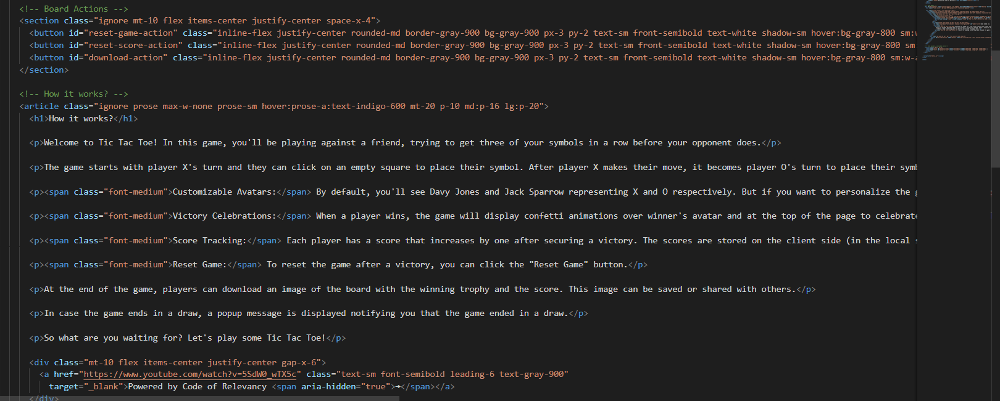 <!-- Board Actions -->
<section class="ignore mt-10 flex items-center justify-center space-x-4">
<button id="reset-game-action" class="inline-flex justify-center rounded-md border-gray-900 bg-gray-900 px-3 py-2 text-sm front-semibold text-white shadow-sm hover:bg-gray-800 sm:w
<button id="reset-score-action" class="inline-flex justify-center rounded-md border-gray-900 bg-gray-900 px-3 py-2 text-sm front-semibold text-white shadow-sm hover:bg-gray-800 sm
<button id="download-action" class="inline-flex justify-center rounded-md border-gray-900 bg-gray-900 px-3 py-2 text-sm front-semibold text-white shadow-sm hover:bg-gray-800 sm:w-
</section>
<!-- How it works? -->
<article class="ignore prose max-w-none prose-sm hover:prose-a:text-indigo-600 mt-20 p-10 md:p-16 lg:p-20">
<h1>How it works?</h1>
<p>Welcome to Tic Tac Toe! In this game, you'll be playing against a friend, trying to get three of your symbols in a row before your opponent does.</p>
<p>The game starts with player X's turn and they can click on an empty square to place their symbol. After player X makes their move, it becomes player O's turn to place their symb
<p><span class="font-medium">Customizable Avatars:</span> By default, you'll see Davy Jones and Jack Sparrow representing X and O respectively. But if you want to personalize the
<p><span class="font-medium">Victory Celebrations:</span> When a player wins, the game will display confetti animations over winner's avatar and at the top of the page to celebrate
<p><span class="font-medium">Score Tracking:</span> Each player has a score that increases by one after securing a victory. The scores are stored on the client side (in the local
<p><span class="font-medium">Reset Game:</span> To reset the game after a victory, you can click the "Reset Game" button.</p>
<p>At the end of the game, players can download an image of the board with the winning trophy and the score. This image can be saved or shared with others.</p>
<p>In case the game ends in a draw, a popup message is displayed notifying you that the game ended in a draw.</p>
<p>So what are you waiting for? Let's play some Tic Tac Toe!</p>
<div class="mt-10 flex items-center justify-center gap-x-6">
<a href="https://www.youtube.com/watch?v=5SdW0_wTX5c" class="text-sm font-semibold leading-6 text-gray-900"
target="_blank">Powered by Code of Relevancy <span aria-hidden="true">→</span></a>
</div>